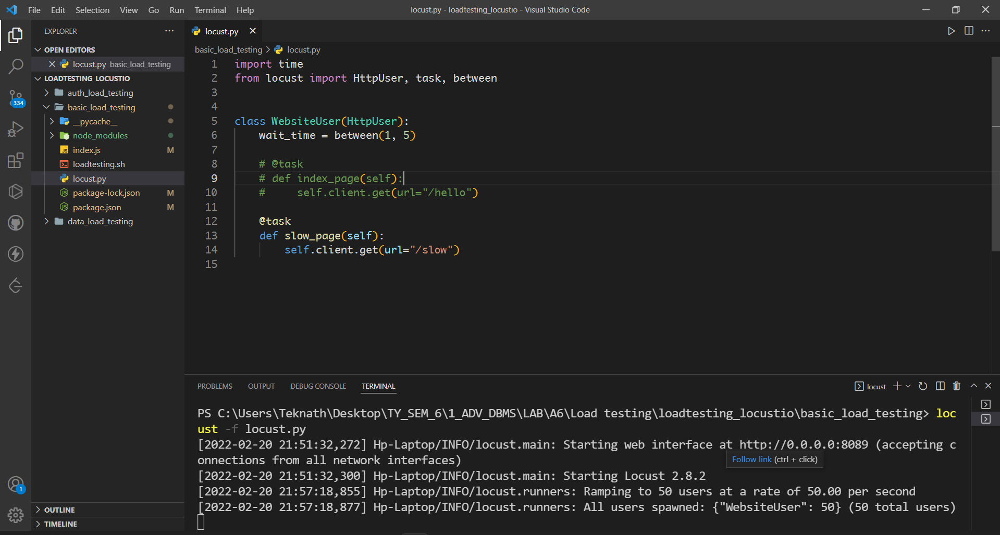 File Edit Selection View Go Run Terminal Help locust.py - loadtesting_locustio - Visual Studio Code
EXPLORER
OPEN EDITORS
locust.py basic_load_testing
LOADTESTING_LOCUSTIO
auth_load_testing
basic_load_testing
__pycache__
node_modules
index.js M
loadtesting.sh
locust.py
package-lock.json M
package.json M
data_load_testing
OUTLINE
TIMELINE
334
1
locust.py
basic_load_testing > locust.py
1 import time
2 from locust import HttpUser, task, between
3
4
5 class WebsiteUser(HttpUser):
6 wait_time = between(1, 5)
7
8 # @task
9 # def index_page(self):
10 #     self.client.get(url="/hello")
11
12 @task
13 def slow_page(self):
14 self.client.get(url="/slow")
15
PROBLEMS OUTPUT DEBUG CONSOLE TERMINAL locust
PS C:\Users\Teknath\Desktop\TY_SEM_6\1_ADV_DBMS\LAB\A6\Load testing\loadtesting_locustio\basic_load_testing> loc
ust -f locust.py
[2022-02-20 21:51:32,272] Hp-Laptop/INFO/locust.main: Starting web interface at http://0.0.0.0:8089 (accepting c
onnections from all network interfaces)
Follow link (ctrl + click)
[2022-02-20 21:51:32,300] Hp-Laptop/INFO/locust.main: Starting Locust 2.8.2
[2022-02-20 21:57:18,855] Hp-Laptop/INFO/locust.runners: Ramping to 50 users at a rate of 50.00 per second
[2022-02-20 21:57:18,877] Hp-Laptop/INFO/locust.runners: All users spawned: {"WebsiteUser": 50} (50 total users)